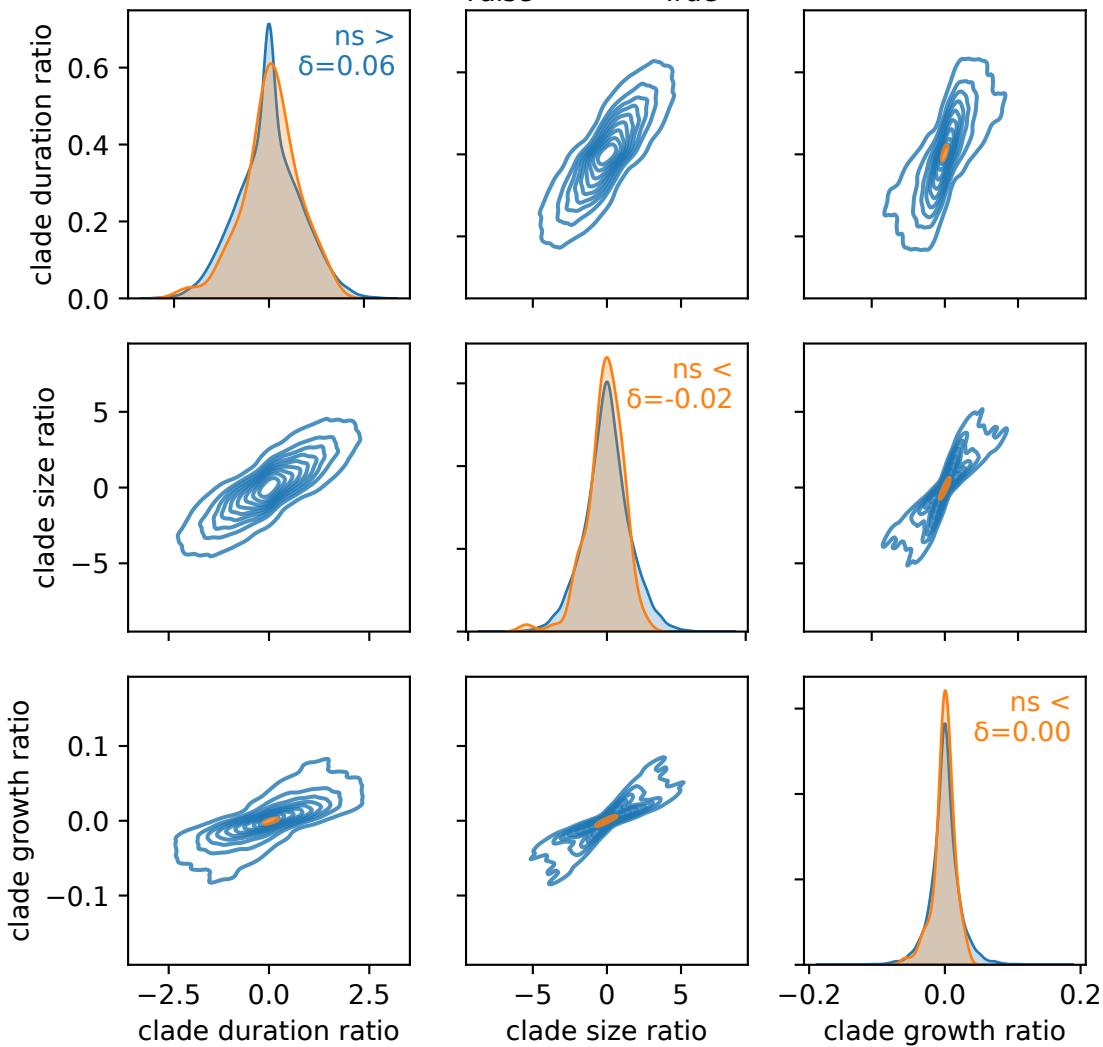 clade duration ratio
0.6
0.4
0.2
0.0
ns >
δ=0.06
clade size ratio
5
0
−5
ns <
δ=-0.02
clade growth ratio
0.1
0.0
−0.1
ns <
δ=0.00
−2.5 0.0 2.5
−5 0 5
−0.2 0.0 0.2
clade duration ratio
clade size ratio
clade growth ratio